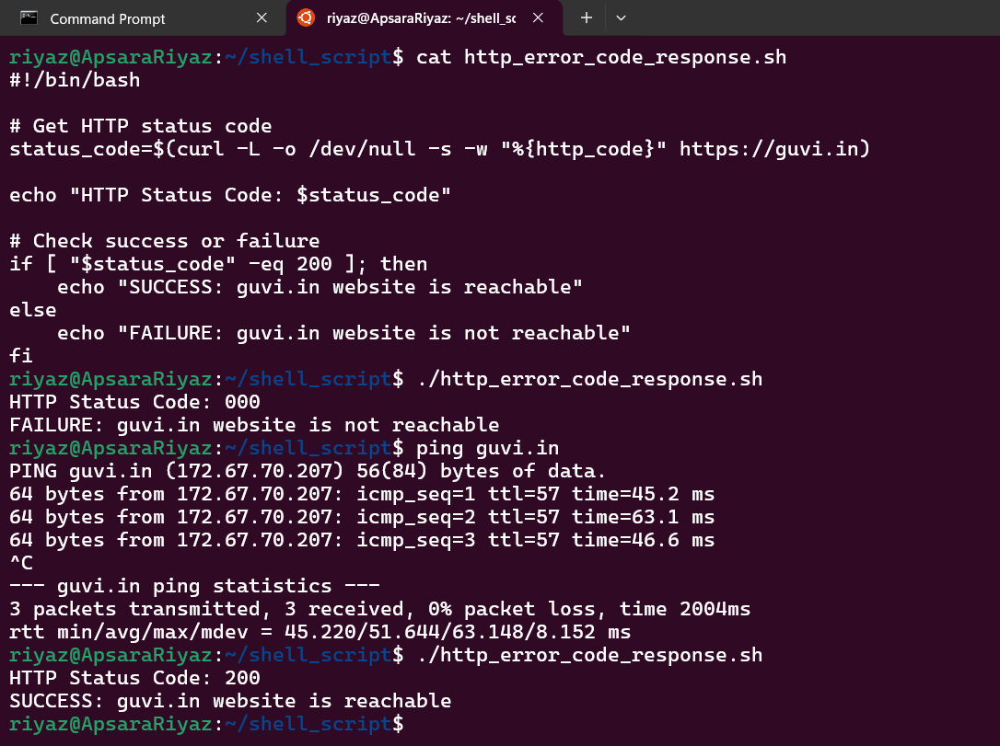 Command Prompt
riyaz@ApsaraRiyaz: ~/shell_sc
riyaz@ApsaraRiyaz:~/shell_script$ cat http_error_code_response.sh
#!/bin/bash
# Get HTTP status code
status_code=$(curl -L -o /dev/null -s -w "%{http_code}" https://guvi.in)
echo "HTTP Status Code: $status_code"
# Check success or failure
if [ "$status_code" -eq 200 ]; then
    echo "SUCCESS: guvi.in website is reachable"
else
    echo "FAILURE: guvi.in website is not reachable"
fi
riyaz@ApsaraRiyaz:~/shell_script$ ./http_error_code_response.sh
HTTP Status Code: 000
FAILURE: guvi.in website is not reachable
riyaz@ApsaraRiyaz:~/shell_script$ ping guvi.in
PING guvi.in (172.67.70.207) 56(84) bytes of data.
64 bytes from 172.67.70.207: icmp_seq=1 ttl=57 time=45.2 ms
64 bytes from 172.67.70.207: icmp_seq=2 ttl=57 time=63.1 ms
64 bytes from 172.67.70.207: icmp_seq=3 ttl=57 time=46.6 ms
^C
--- guvi.in ping statistics ---
3 packets transmitted, 3 received, 0% packet loss, time 2004ms
rtt min/avg/max/mdev = 45.220/51.644/63.148/8.152 ms
riyaz@ApsaraRiyaz:~/shell_script$ ./http_error_code_response.sh
HTTP Status Code: 200
SUCCESS: guvi.in website is reachable
riyaz@ApsaraRiyaz:~/shell_script$